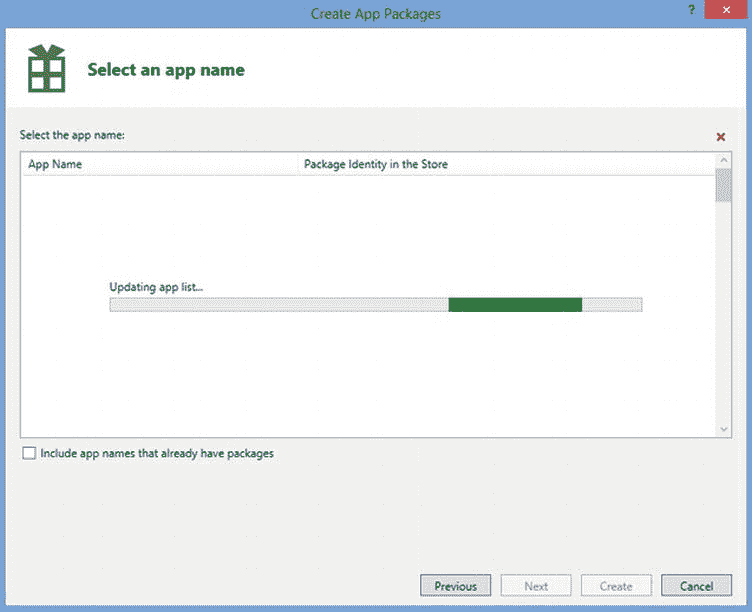 Create App Packages
?
Select an app name
Select the app name:
App Name Package Identity in the Store
Updating app list...
Include app names that already have packages
Previous Next Create Cancel